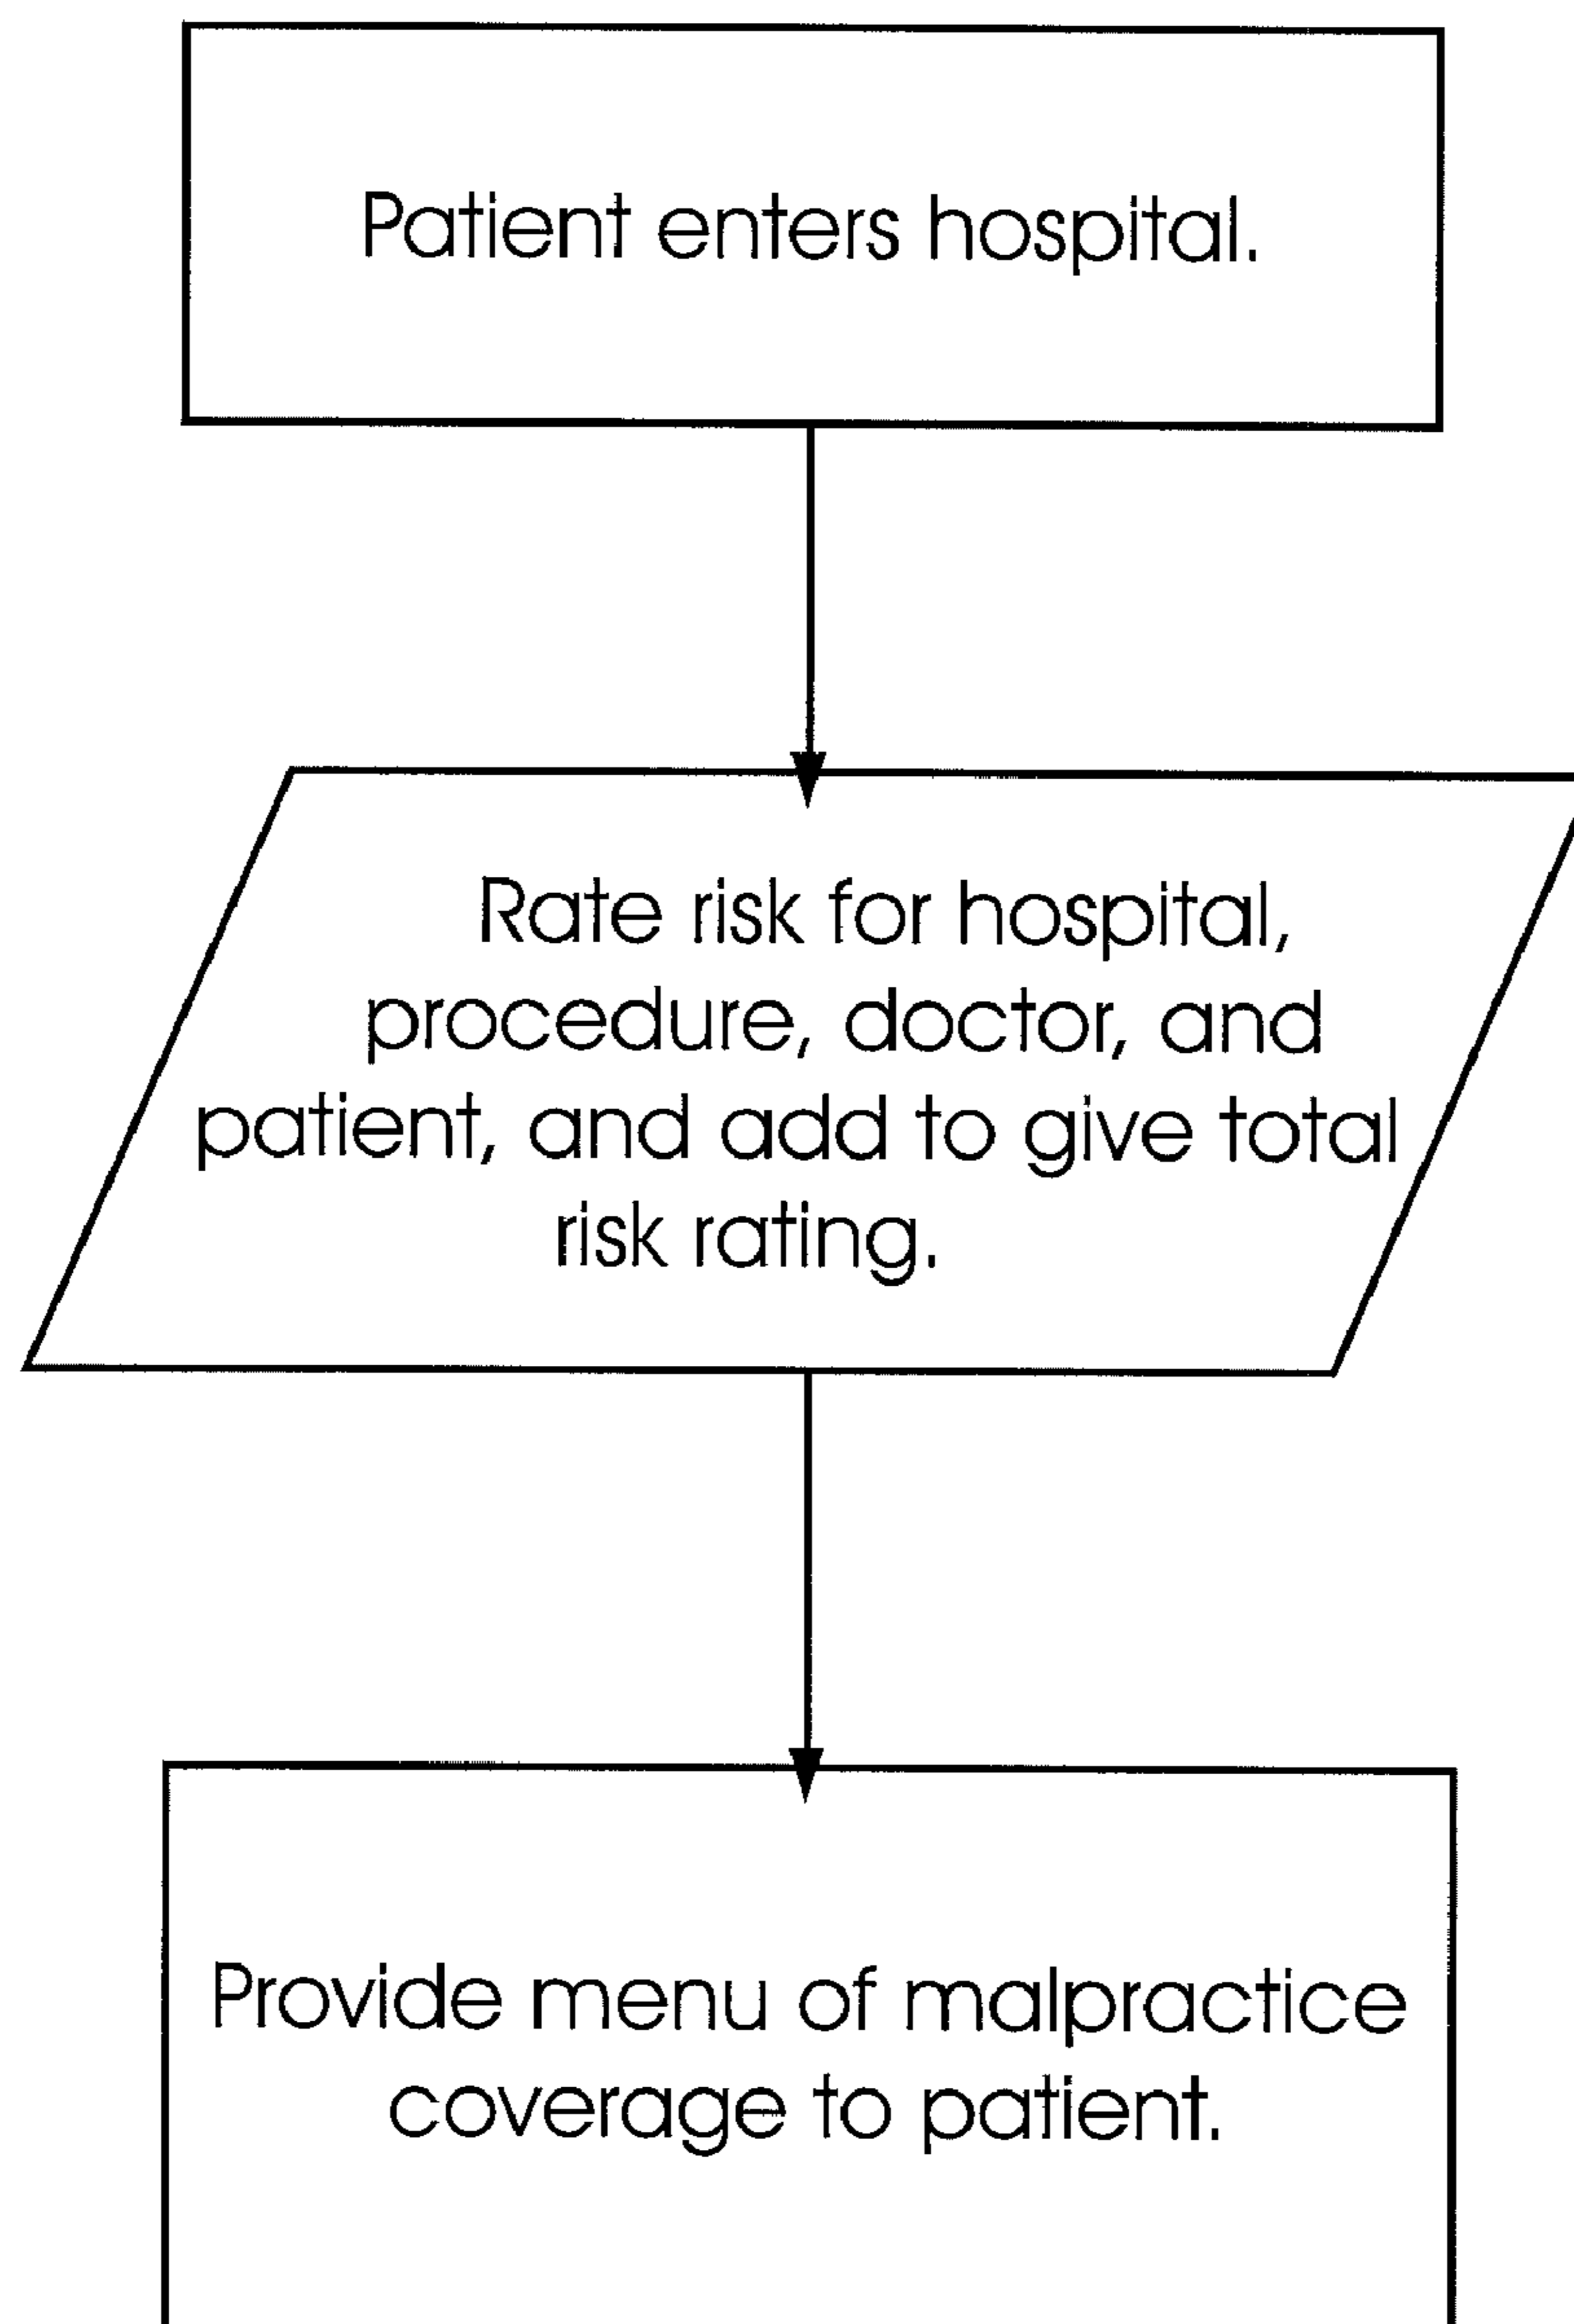 Patient enters hospital.
Rate risk for hospital,
procedure, doctor, and
patient, and add to give total
risk rating.
Provide menu of malpractice
coverage to patient.